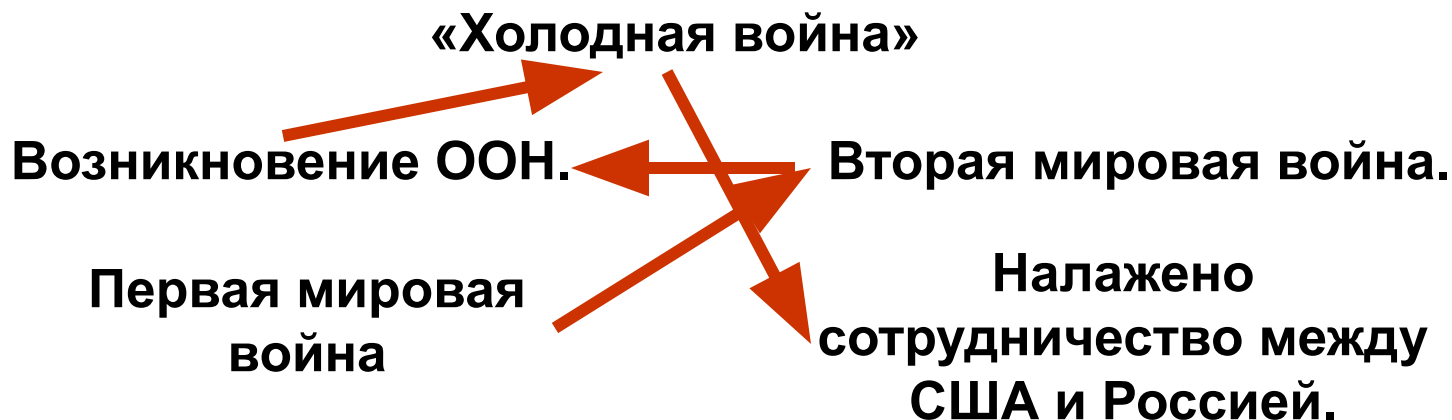 «Холодная война»
Возникновение ООН.
Вторая мировая война.
Первая мировая
война
Налажено
сотрудничество между
США и Россией.